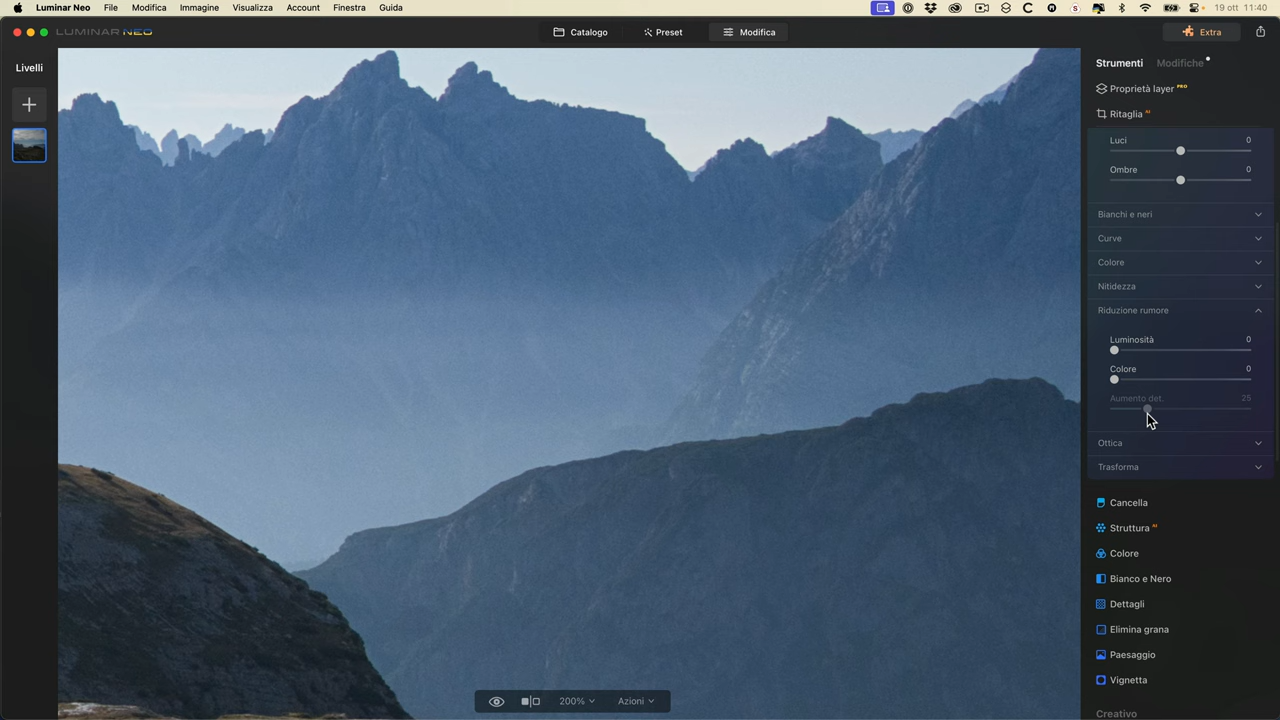 Luminar Neo File Modifica Immagine Visualizza Account Finestra Guida 19 ott 11:40
LUMINAR NEO Catalogo Preset Modifica Extra
Livelli
Strumenti Modifiche
Proprietà layer PRO
Ritaglia AI
Luci 0
Ombre 0
Bianchi e neri
Curve
Colore
Nitidezza
Riduzione rumore
Luminosità 0
Colore 0
Aumento det. 25
Ottica
Trasforma
Cancella
Struttura AI
Colore
Bianco e Nero
Dettagli
Elimina grana
Paesaggio
Vignetta
Creativo
200% Azioni